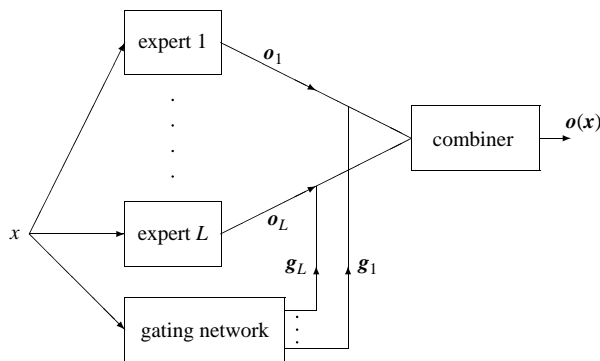 expert 1
o1
combiner
o(x)
x
expert L
oL
gL
g1
gating network